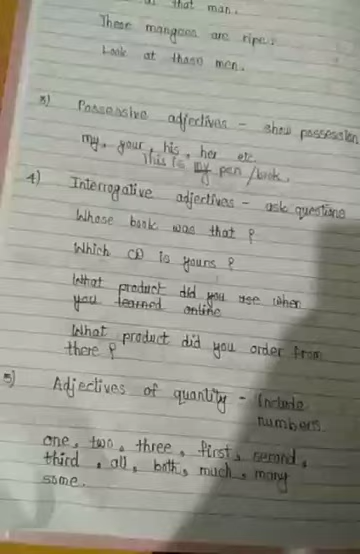 that man.
These mangoes are ripe.
Look at those men.
3) Possessive adjectives - show possession
my, your, his, her etc.
This is my pen / book.
4) Interrogative adjectives - ask questions
Whose book was that ?
Which CD is yours ?
What product did you use when
you learned online
What product did you order from
there ?
5) Adjectives of quantity - Include
numbers.
one, two, three, first, second,
third, all, both, much, many
some.